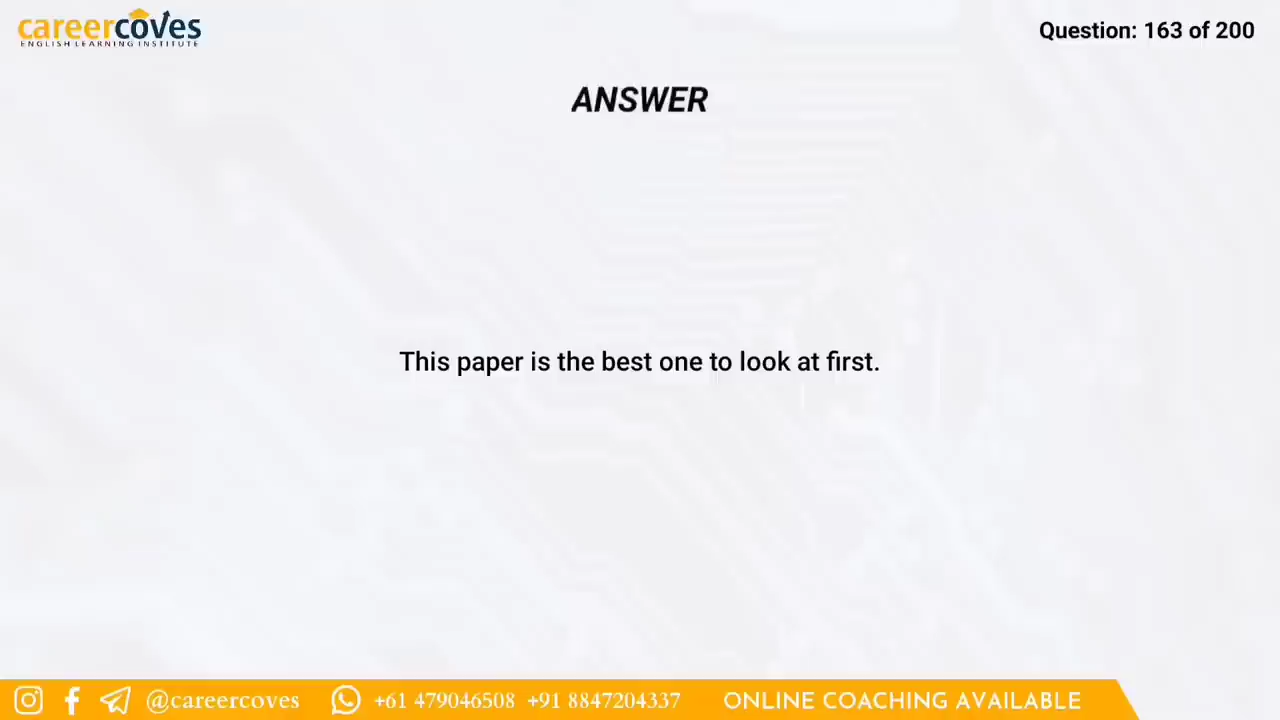 careercoves
ENGLISH LEARNING INSTITUTE
Question: 163 of 200
ANSWER
This paper is the best one to look at first.
@careercoves +61 479046508 +91 8847204337 ONLINE COACHING AVAILABLE